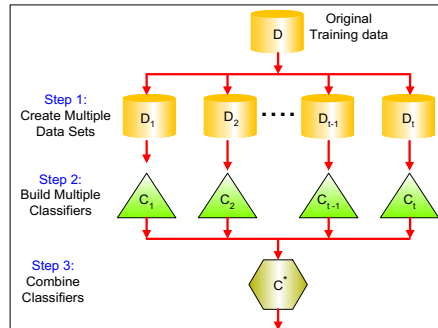 Original
Training data
D
Step 1:
Create Multiple
Data Sets
D1 D2 .... Dt-1 Dt
Step 2:
Build Multiple
Classifiers
C1 C2 Ct-1 Ct
Step 3:
Combine
Classifiers
C*